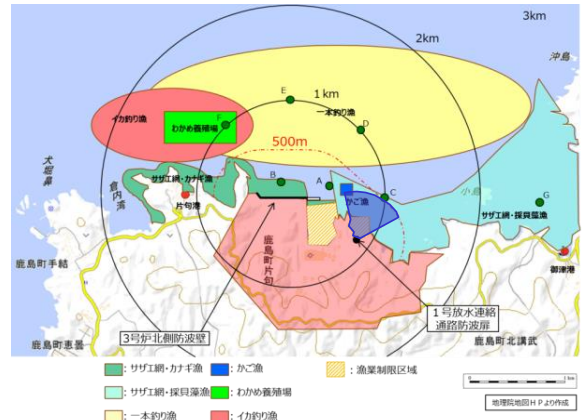 3km
2km
沖島
E
1km
一本釣り漁
イカ釣り漁
F
わかめ養殖場
D
500m
犬堀鼻
倉内湾
サザエ網・カナギ漁
B
A
C
小島
G
片句港
かご漁
サザエ網・採貝藻漁
鹿島町手結
鹿島町片句
御津港
1号放水連絡
通路防波扉
3号炉北側防波壁
鹿島町恵曇
鹿島町北講武
：サザエ網・カナギ漁
：かご漁
：漁業制限区域
：サザエ網・採貝藻漁
：わかめ養殖場
：一本釣り漁
：イカ釣り漁
0
1km
地理院地図HPより作成